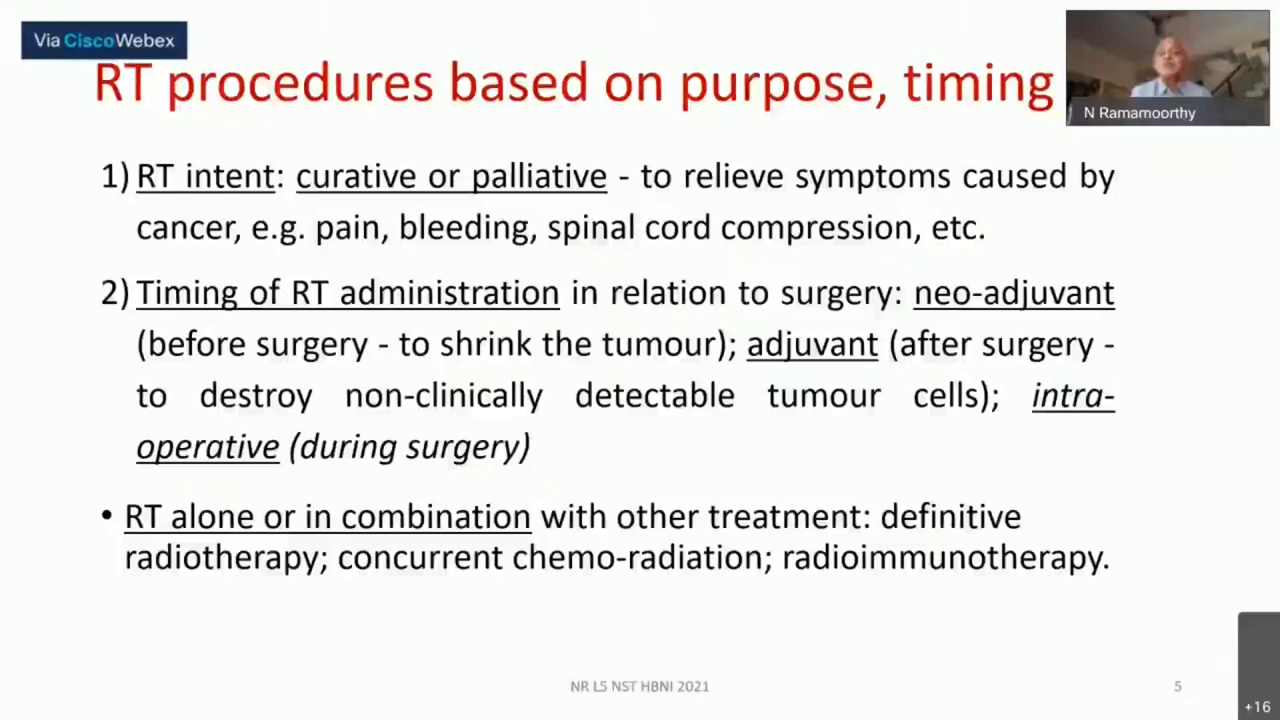 Via Cisco Webex
RT procedures based on purpose, timing
N Ramamoorthy
1) RT intent: curative or palliative - to relieve symptoms caused by
cancer, e.g. pain, bleeding, spinal cord compression, etc.
2) Timing of RT administration in relation to surgery: neo-adjuvant
(before surgery - to shrink the tumour); adjuvant (after surgery -
to destroy non-clinically detectable tumour cells); intra-
operative (during surgery)
• RT alone or in combination with other treatment: definitive
radiotherapy; concurrent chemo-radiation; radioimmunotherapy.
NR L5 NST HBNI 2021
5
+16